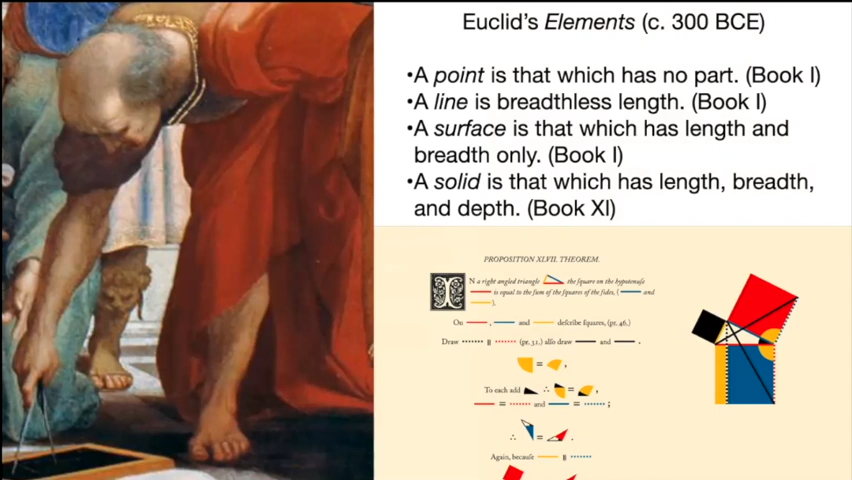 Euclid's Elements (c. 300 BCE)
•A point is that which has no part. (Book I)
•A line is breadthless length. (Book I)
•A surface is that which has length and
breadth only. (Book I)
•A solid is that which has length, breadth,
and depth. (Book XI)
PROPOSITION XLVII. THEOREM.
IN a right angled triangle the square on the hypotenuse
is equal to the sum of the squares of the sides, ( and
).
On , and describe squares, (pr. 46.)
Draw || (pr. 31.) also draw and .
= ,
To each add ∴ = ,
= and = ;
∴ = .
Again, because ||